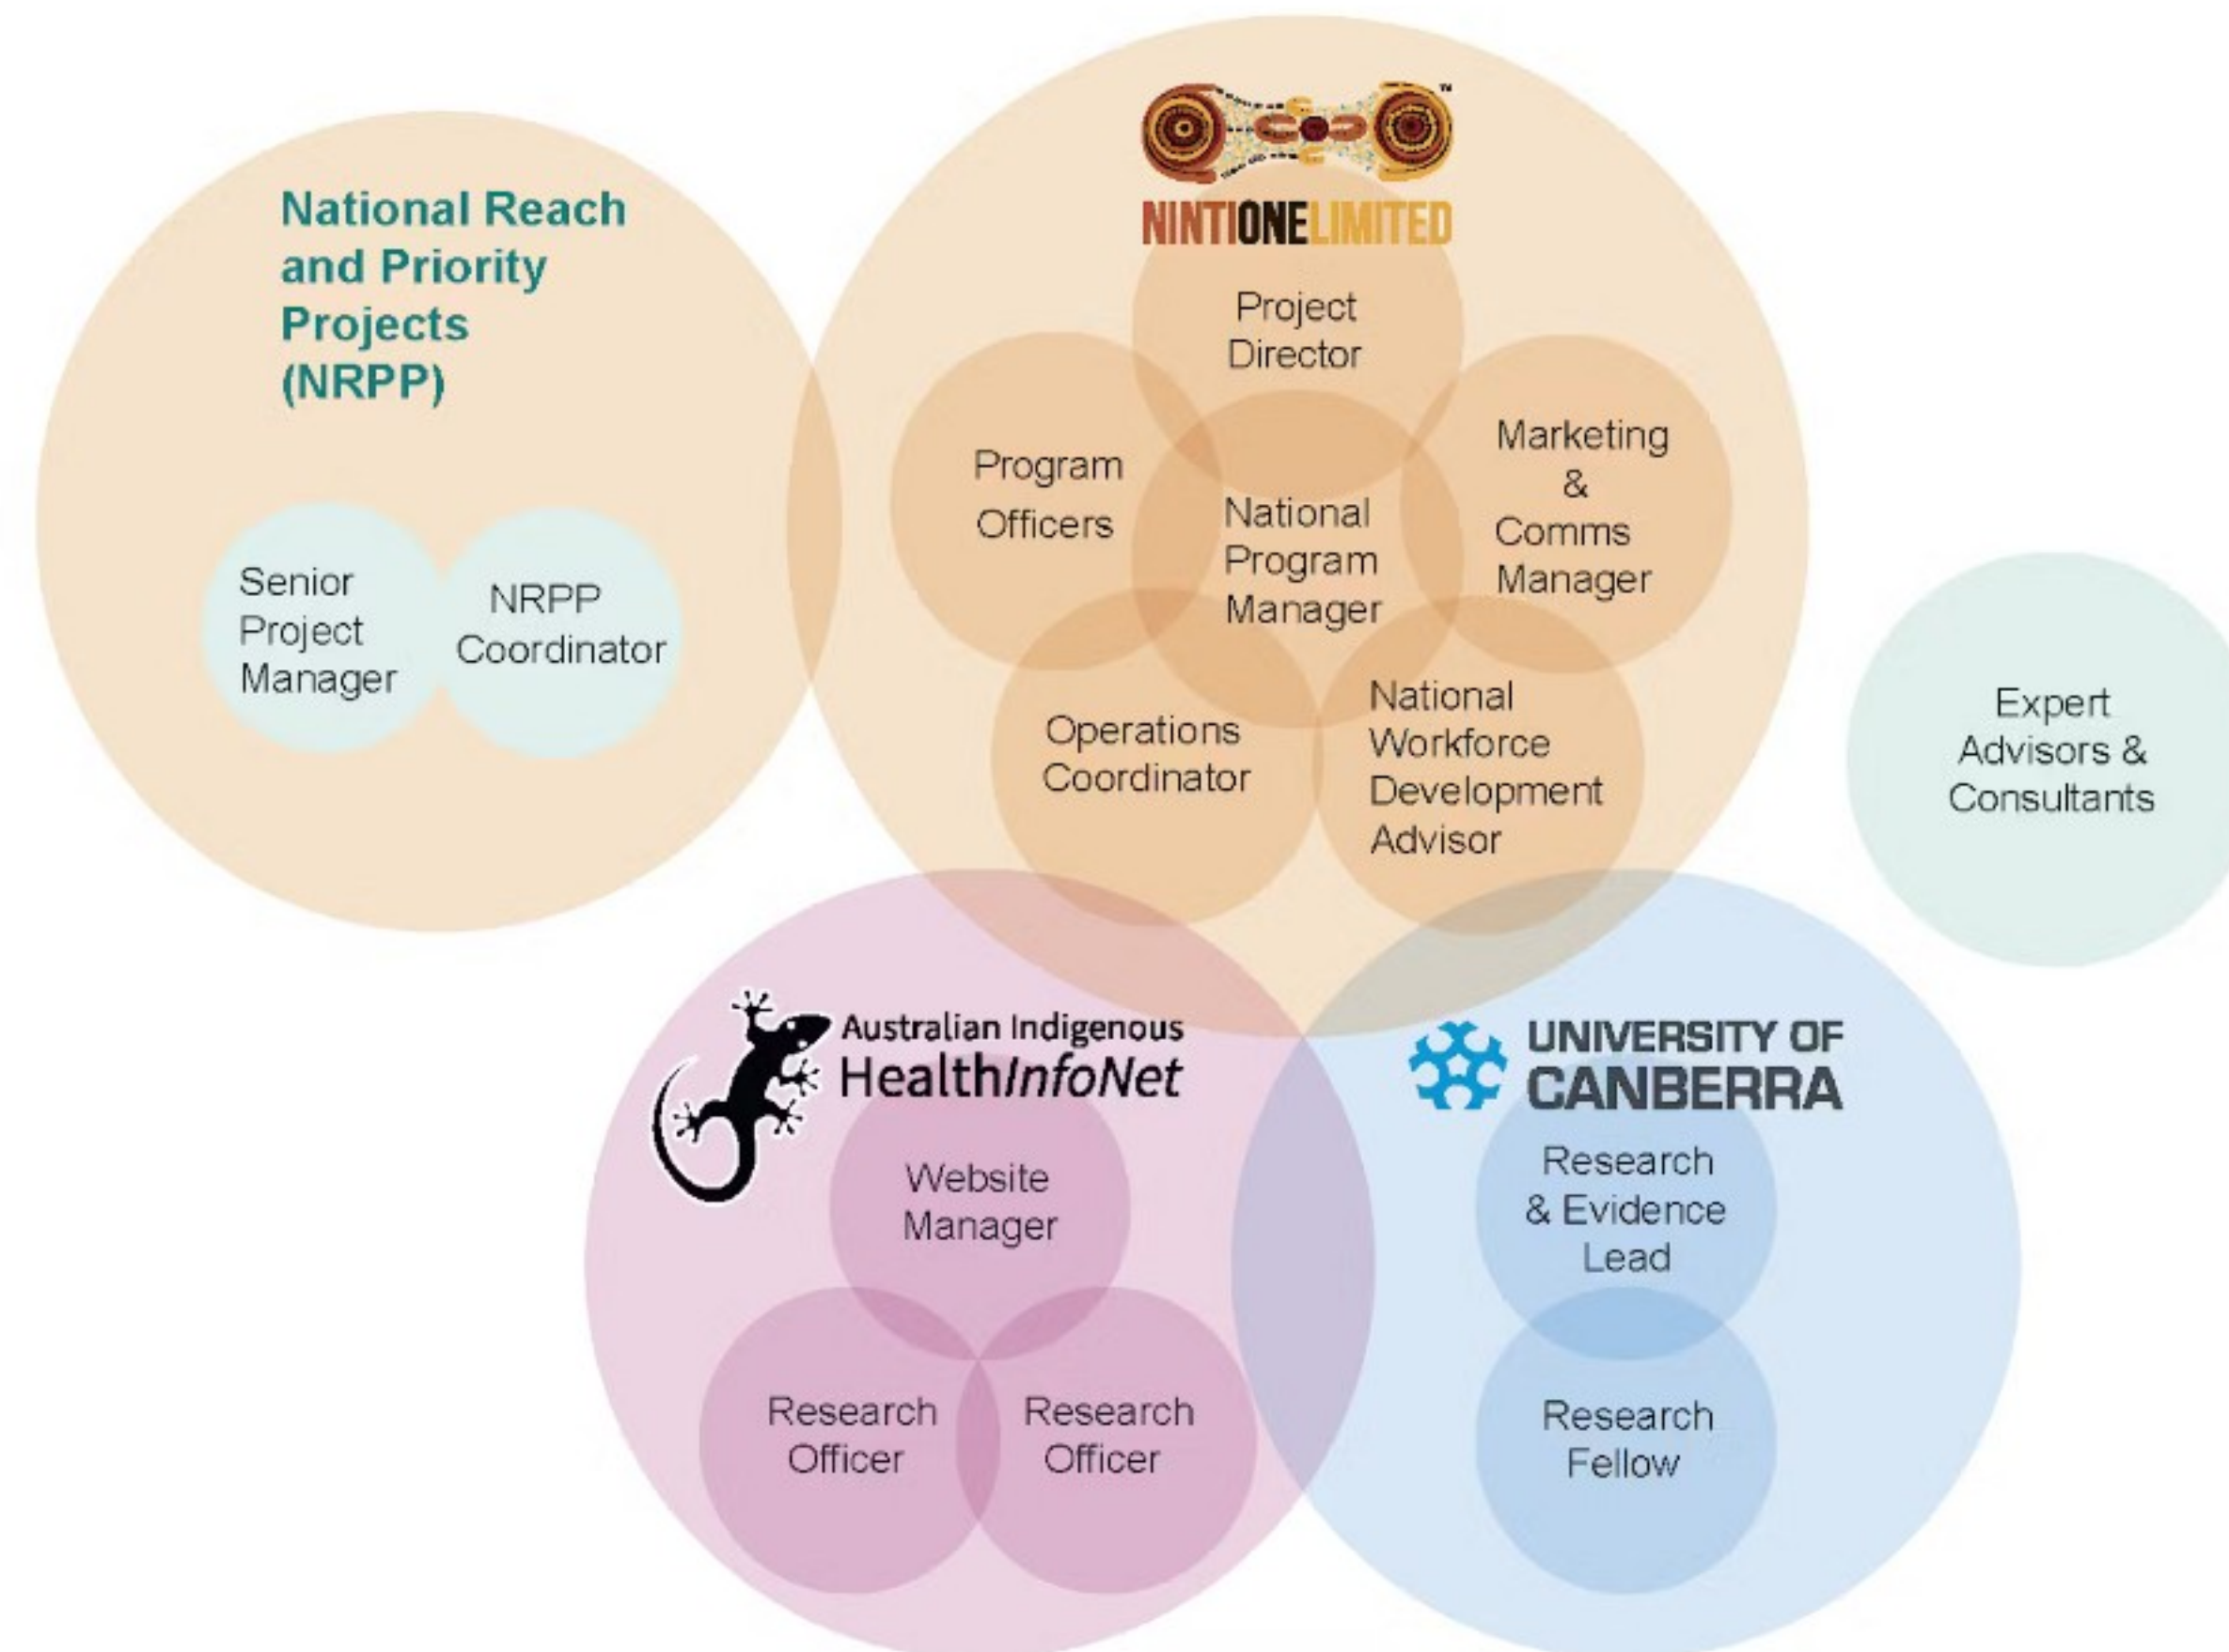 National Reach
and Priority
Projects
(NRPP)
Senior
Project
Manager
NRPP
Coordinator
TM
NINTIONELIMITED
Project
Director
Program
Officers
National
Program
Manager
Marketing
&
Comms
Manager
Operations
Coordinator
National
Workforce
Development
Advisor
Expert
Advisors &
Consultants
Australian Indigenous
HealthInfoNet
Website
Manager
Research
Officer
Research
Officer
UNIVERSITY OF
CANBERRA
Research
& Evidence
Lead
Research
Fellow